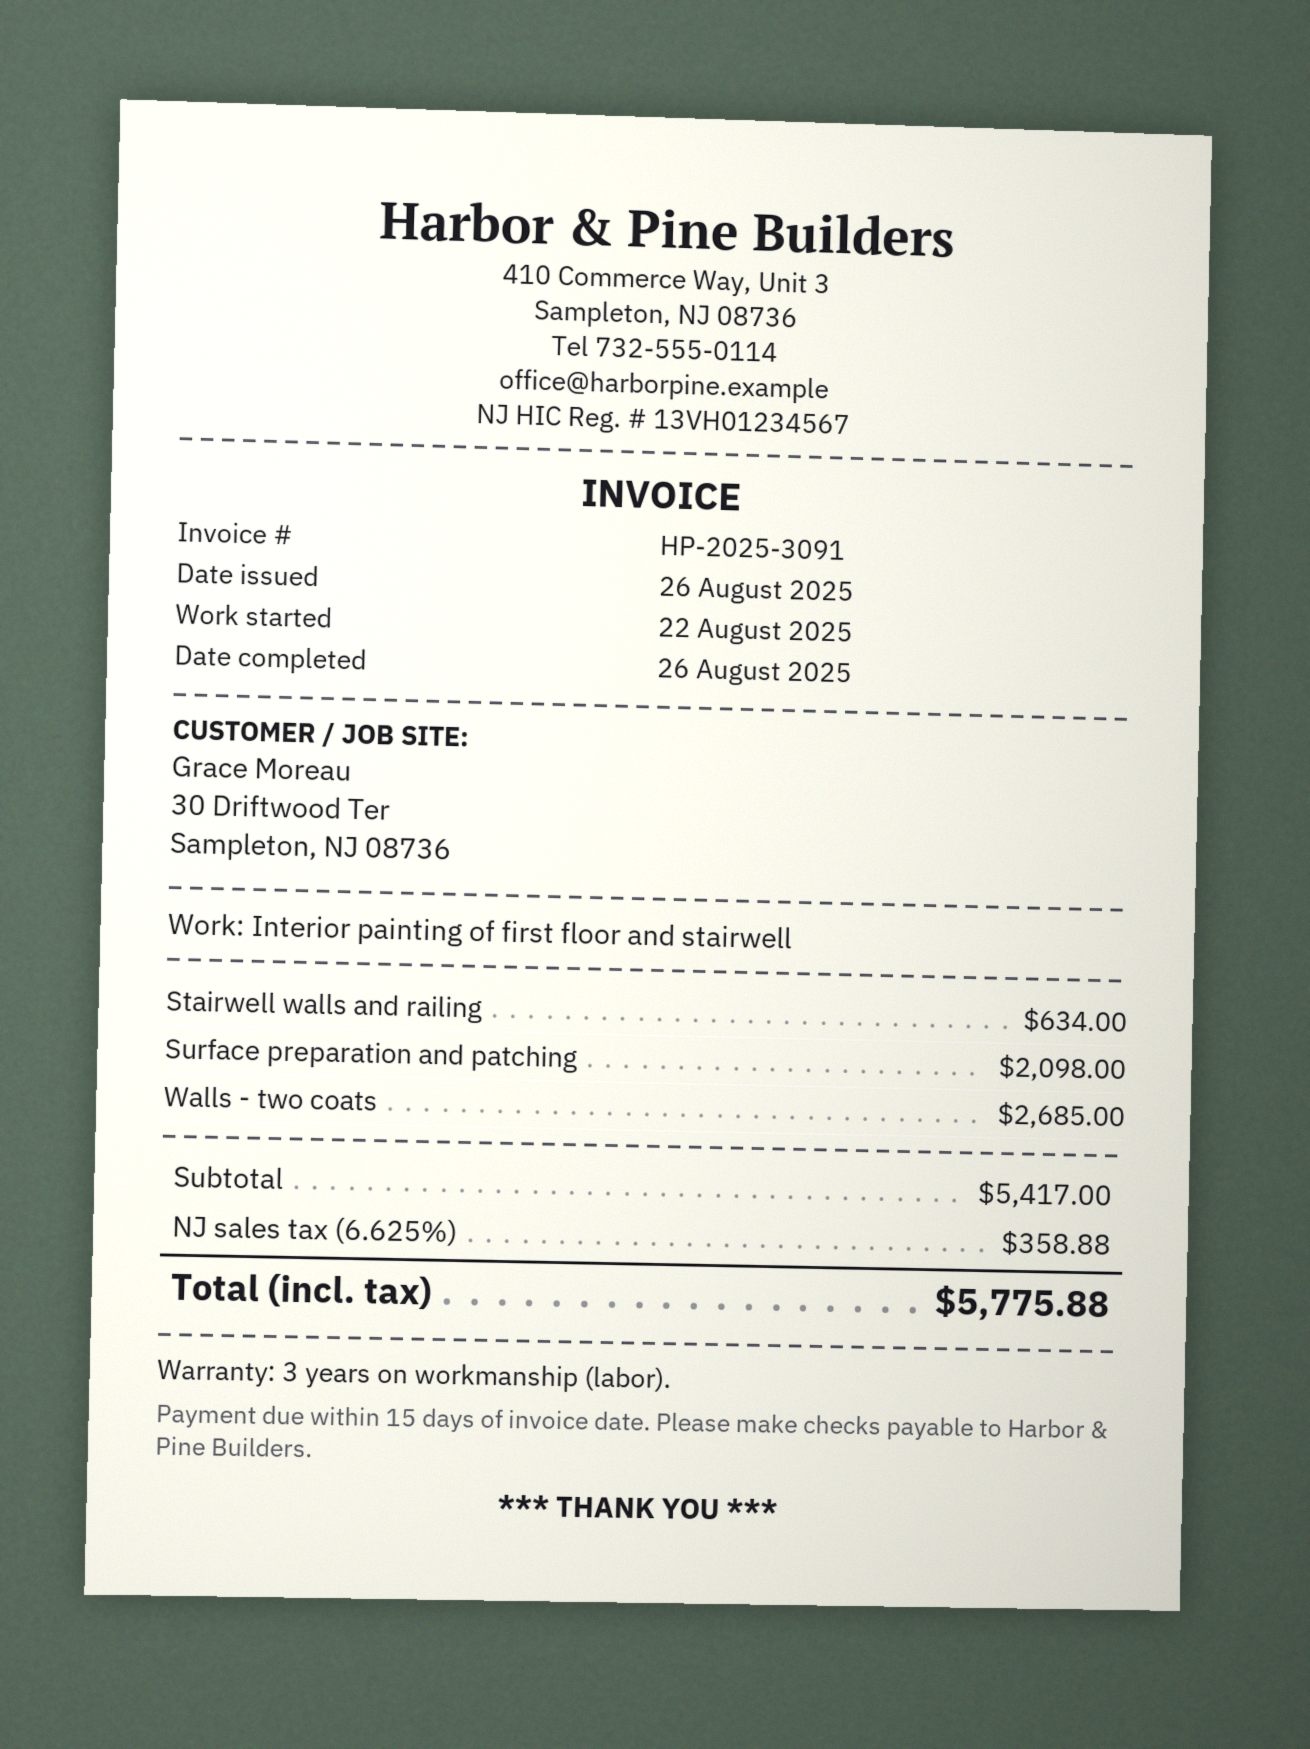 Harbor & Pine Builders
410 Commerce Way, Unit 3
Sampleton, NJ 08736
Tel 732-555-0114
office@harborpine.example
NJ HIC Reg. # 13VH01234567
INVOICE
Invoice # HP-2025-3091
Date issued 26 August 2025
Work started 22 August 2025
Date completed 26 August 2025
CUSTOMER / JOB SITE:
Grace Moreau
30 Driftwood Ter
Sampleton, NJ 08736
Work: Interior painting of first floor and stairwell
Stairwell walls and railing $634.00
Surface preparation and patching $2,098.00
Walls - two coats $2,685.00
Subtotal $5,417.00
NJ sales tax (6.625%) $358.88
Total (incl. tax) $5,775.88
Warranty: 3 years on workmanship (labor).
Payment due within 15 days of invoice date. Please make checks payable to Harbor &
Pine Builders.
*** THANK YOU ***